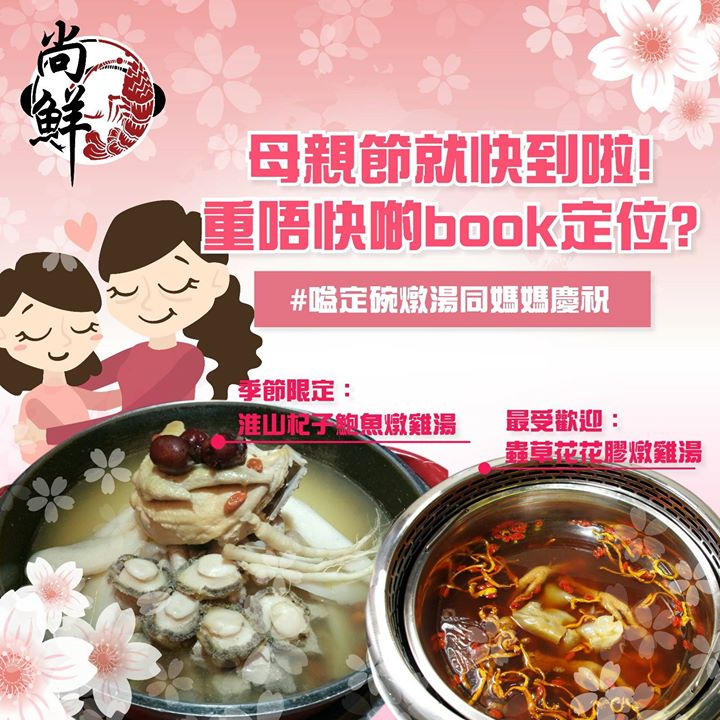 尚鮮
母親節就快到啦!
重唔快啲book定位?
#嗌定碗燉湯同媽媽慶祝
季節限定：
淮山杞子鮑魚燉雞湯
最受歡迎：
蟲草花花膠燉雞湯